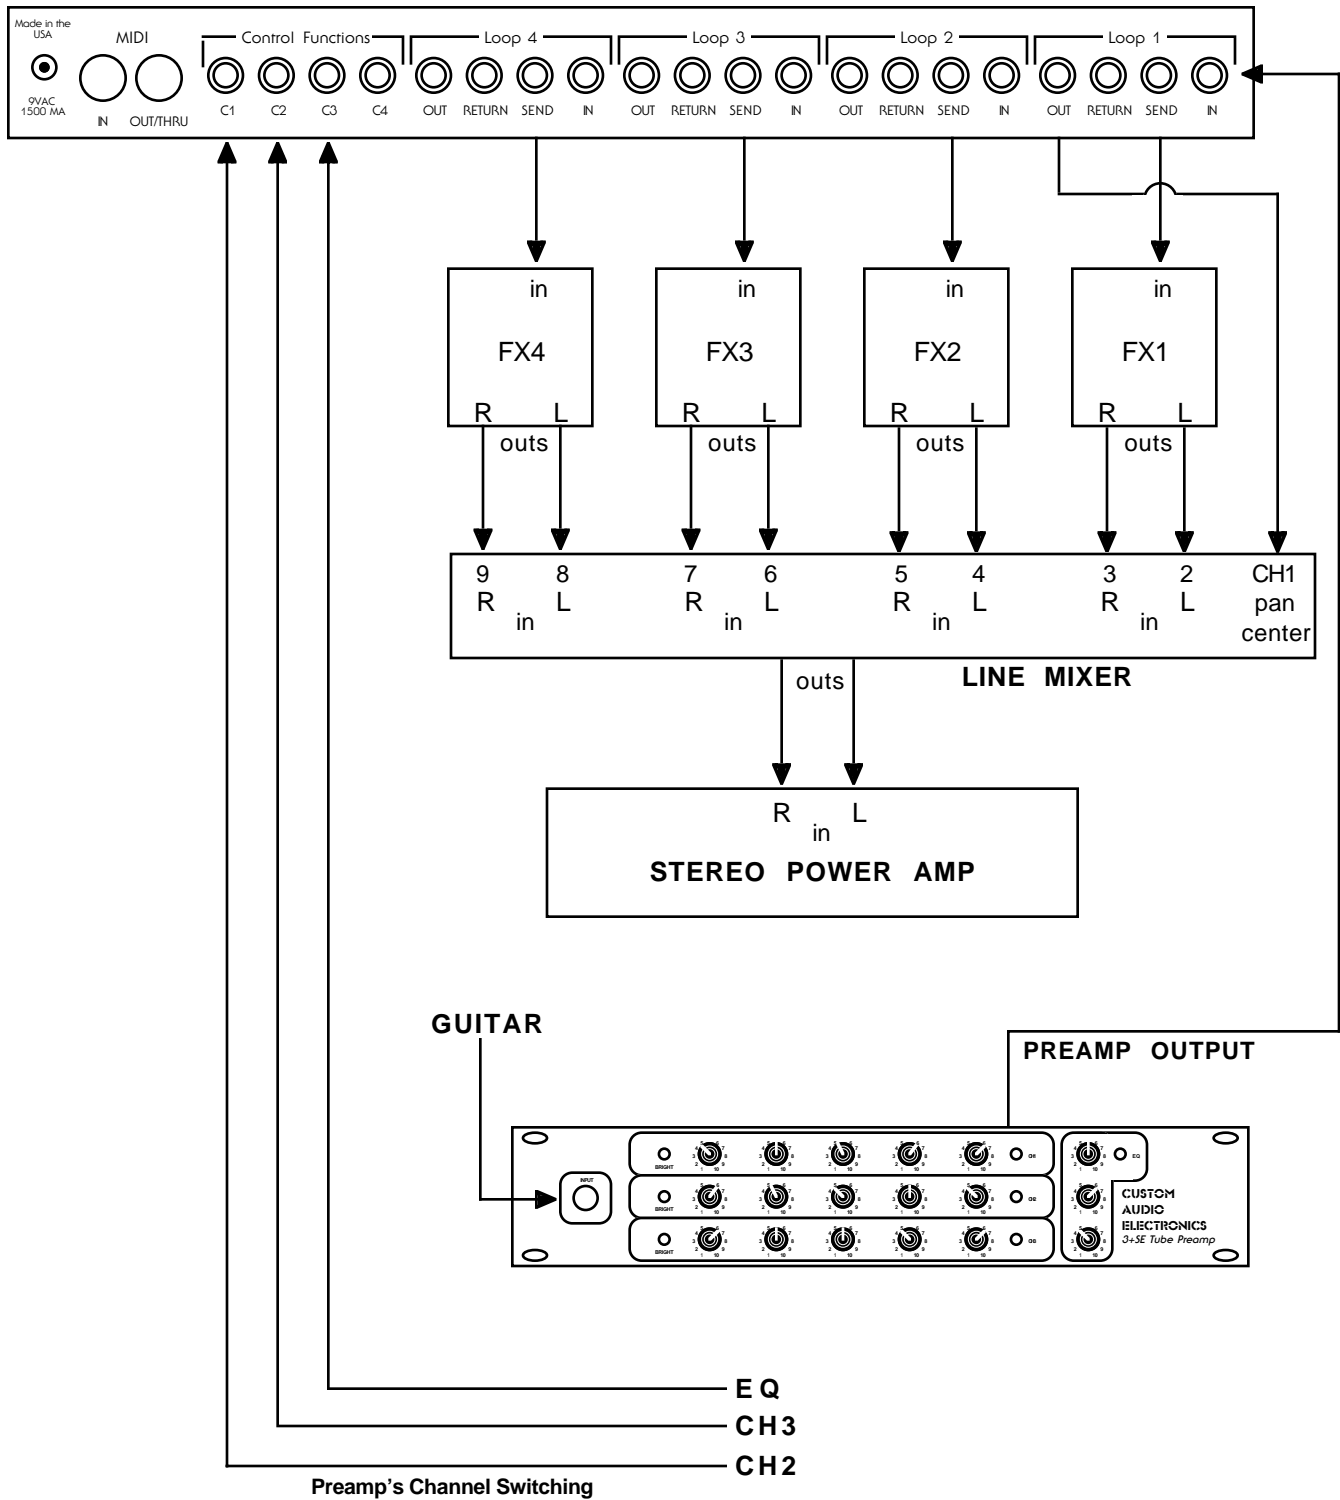 Made in the
USA
9VAC
1500 MA
MIDI
IN OUT/THRU
Control Functions
C1 C2 C3 C4
Loop 4
OUT RETURN SEND IN
Loop 3
OUT RETURN SEND IN
Loop 2
OUT RETURN SEND IN
Loop 1
OUT RETURN SEND IN
in in in in
FX4 FX3 FX2 FX1
R L R L R L R L
outs outs outs outs
9 8 7 6 5 4 3 2 CH1
R L R L R L R L pan
in in in in center
LINE MIXER
outs
R L
in
STEREO POWER AMP
GUITAR
PREAMP OUTPUT
INPUT
BRIGHT
BRIGHT
BRIGHT
EQ
CUSTOM
AUDIO
ELECTRONICS
3+SE Tube Preamp
EQ
CH3
CH2
Preamp’s Channel Switching